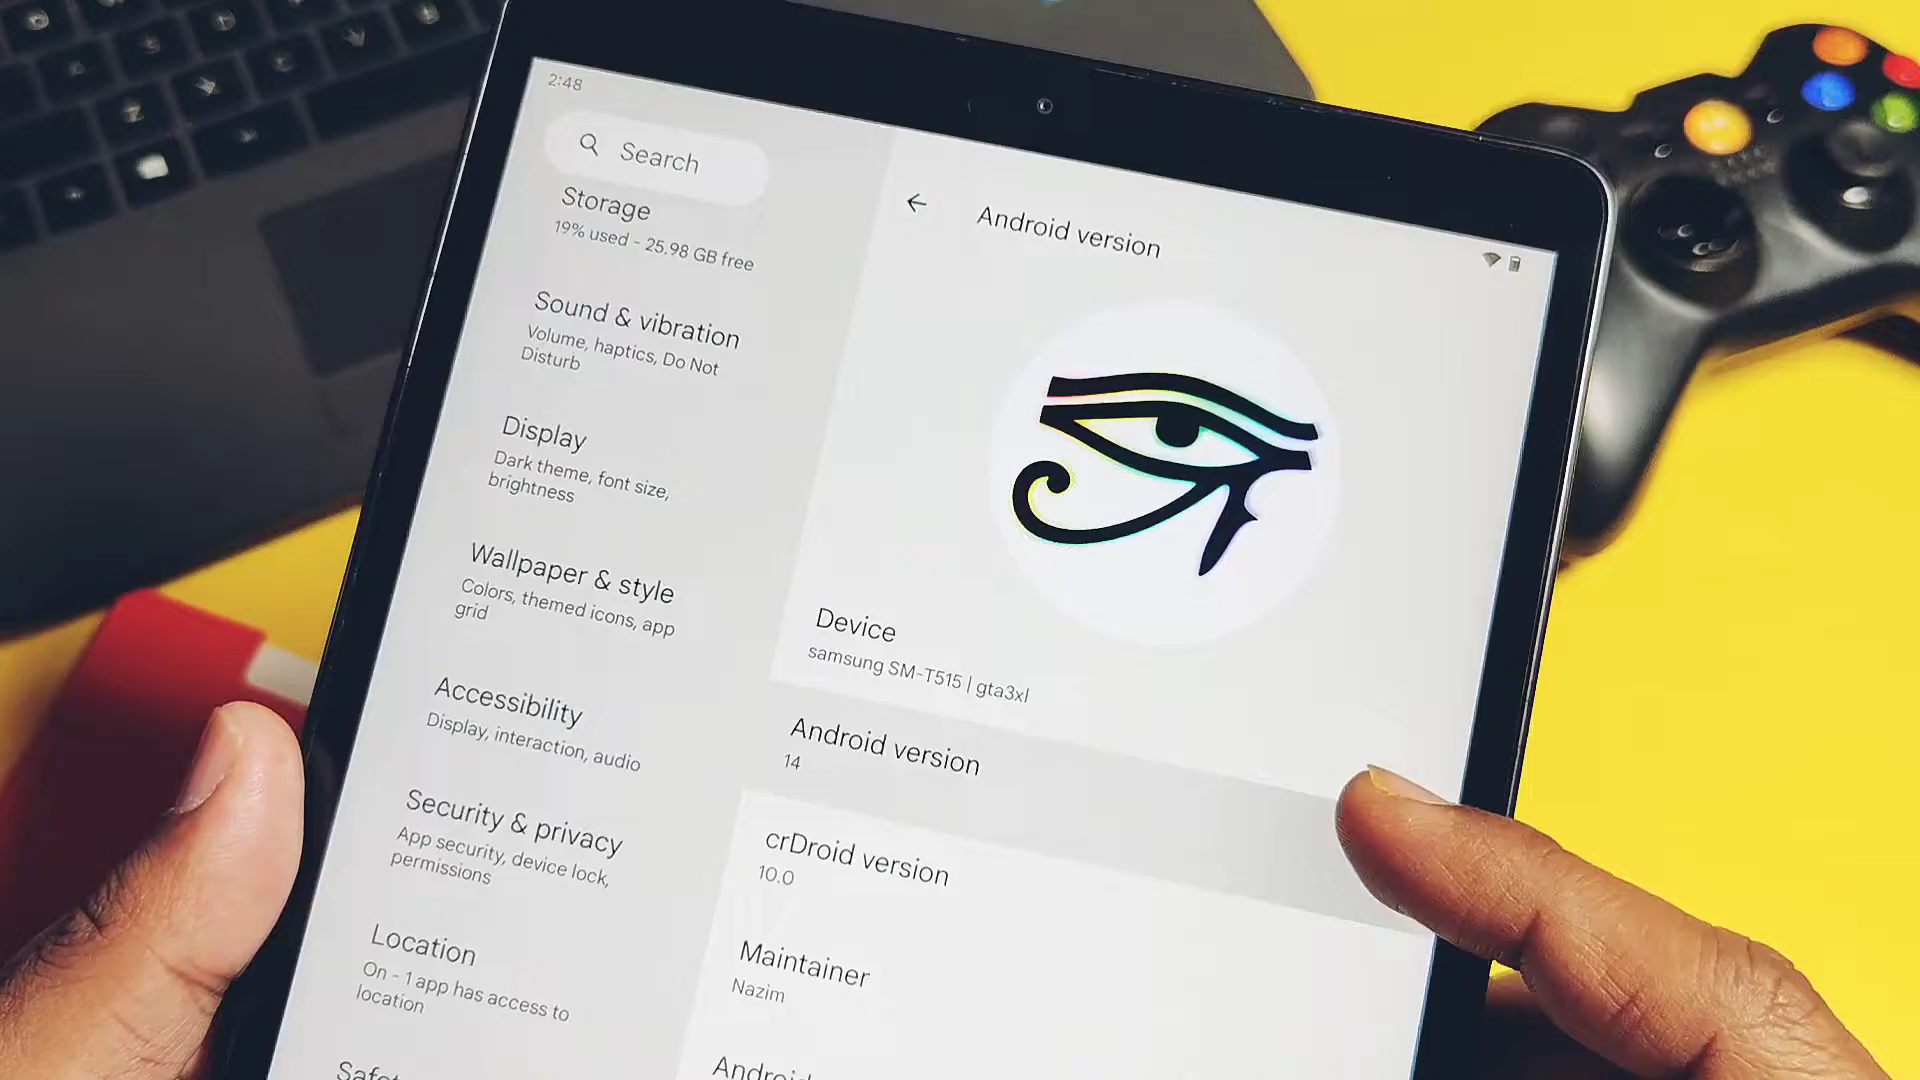 2:48
Search
Storage
19% used - 25.98 GB free
Sound & vibration
Volume, haptics, Do Not
Disturb
Display
Dark theme, font size,
brightness
Wallpaper & style
Colors, themed icons, app
grid
Accessibility
Display, interaction, audio
Security & privacy
App security, device lock,
permissions
Location
On - 1 app has access to
location
Android version
Device
samsung SM-T515 | gta3xl
Android version
14
crDroid version
10.0
Maintainer
Nazim